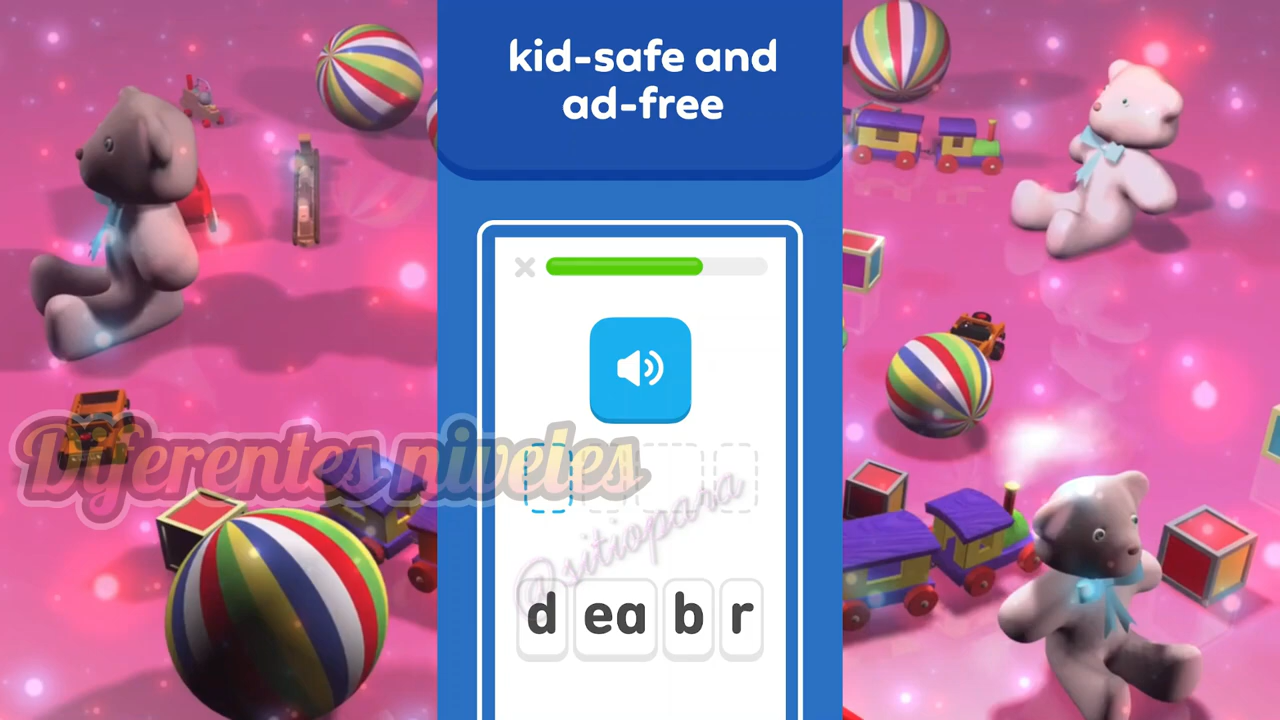 kid-safe and
ad-free
Diferentes niveles
@sitiopara
d ea b r